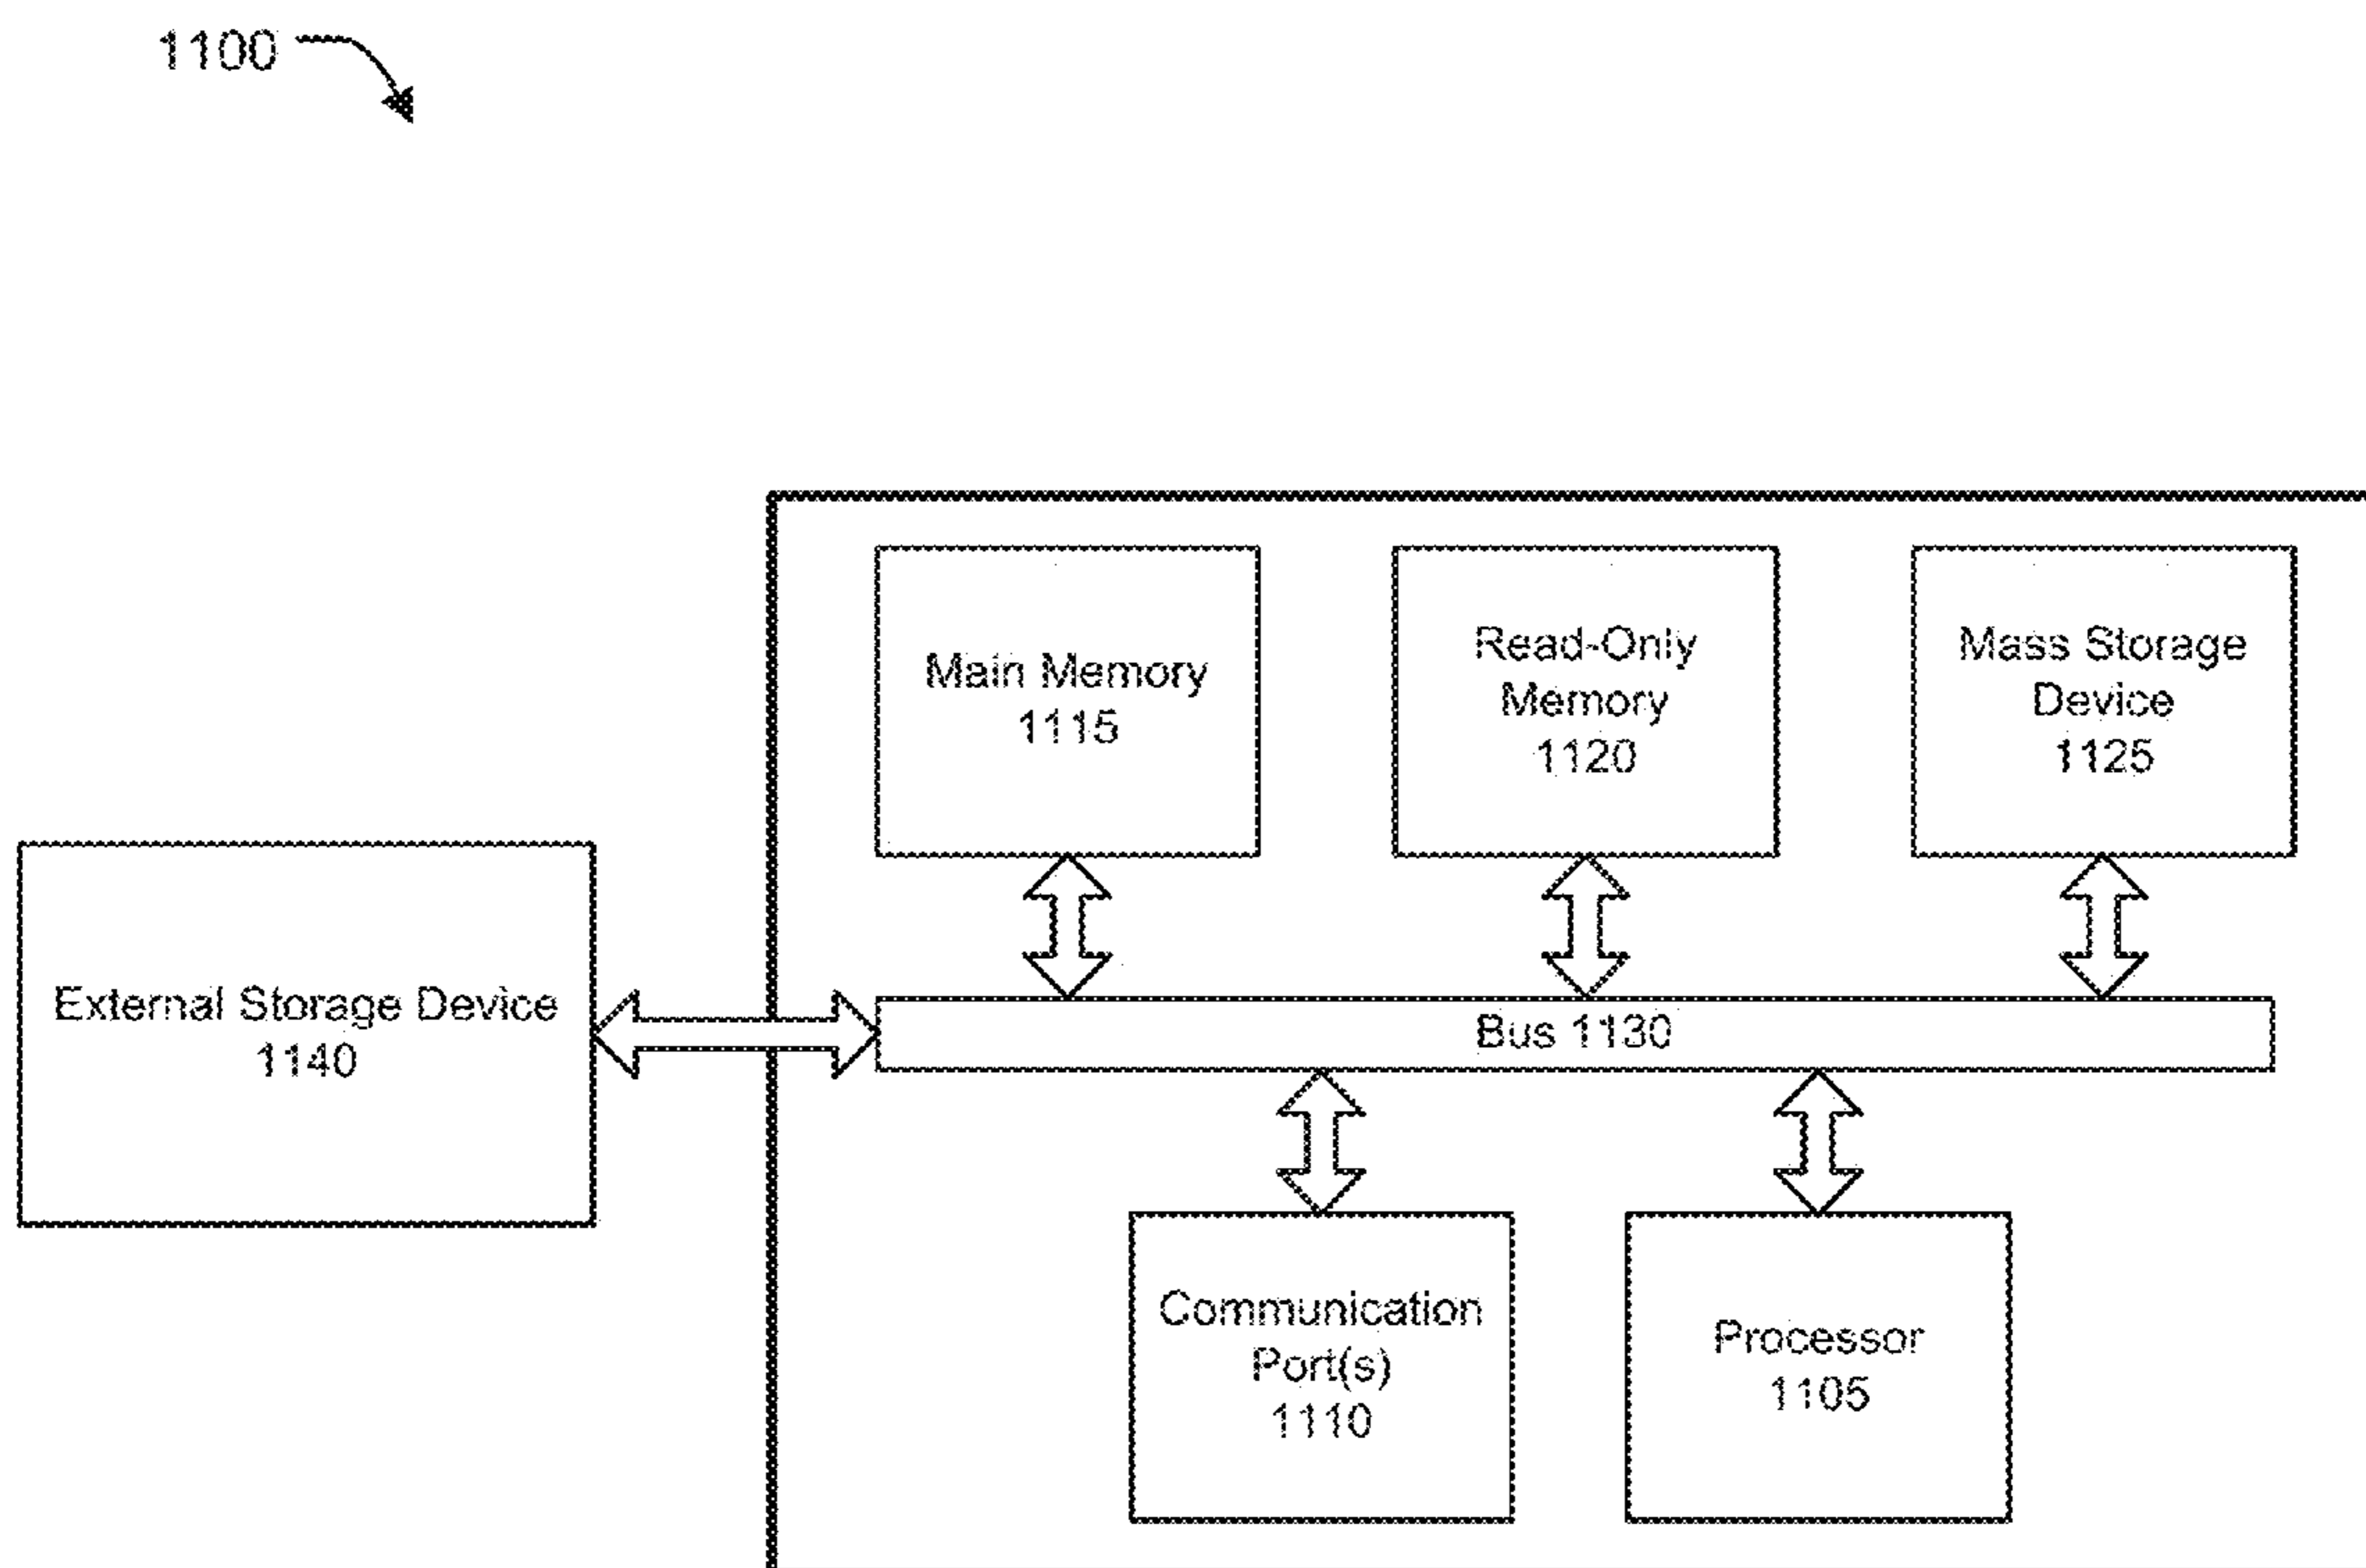 1100
Main Memory
1115
Read-Only
Memory
1120
Mass Storage
Device
1125
External Storage Device
1140
Bus 1130
Communication
Port(s)
1110
Processor
1105